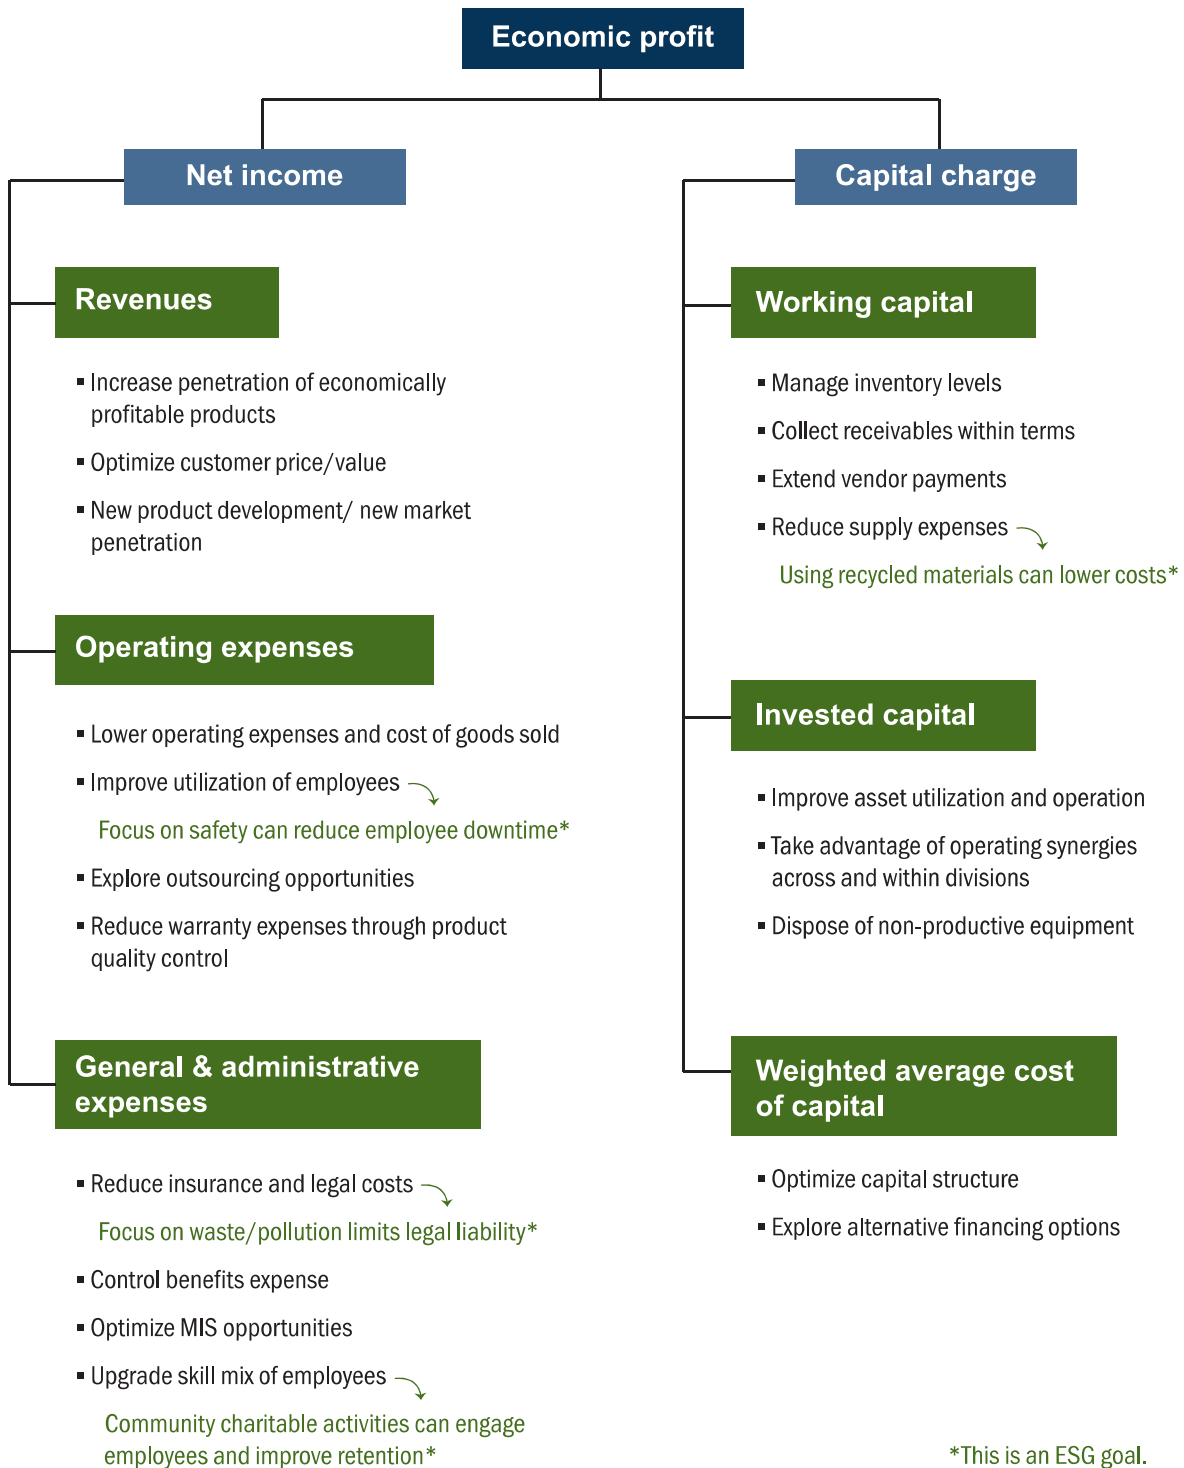 Economic profit
Net income
Revenues
▪ Increase penetration of economically
profitable products
▪ Optimize customer price/value
▪ New product development/ new market
penetration
Operating expenses
▪ Lower operating expenses and cost of goods sold
▪ Improve utilization of employees
Focus on safety can reduce employee downtime*
▪ Explore outsourcing opportunities
▪ Reduce warranty expenses through product
quality control
General & administrative
expenses
▪ Reduce insurance and legal costs
Focus on waste/pollution limits legal liability*
▪ Control benefits expense
▪ Optimize MIS opportunities
▪ Upgrade skill mix of employees
Community charitable activities can engage
employees and improve retention*
Capital charge
Working capital
▪ Manage inventory levels
▪ Collect receivables within terms
▪ Extend vendor payments
▪ Reduce supply expenses
Using recycled materials can lower costs*
Invested capital
▪ Improve asset utilization and operation
▪ Take advantage of operating synergies
across and within divisions
▪ Dispose of non-productive equipment
Weighted average cost
of capital
▪ Optimize capital structure
▪ Explore alternative financing options
*This is an ESG goal.